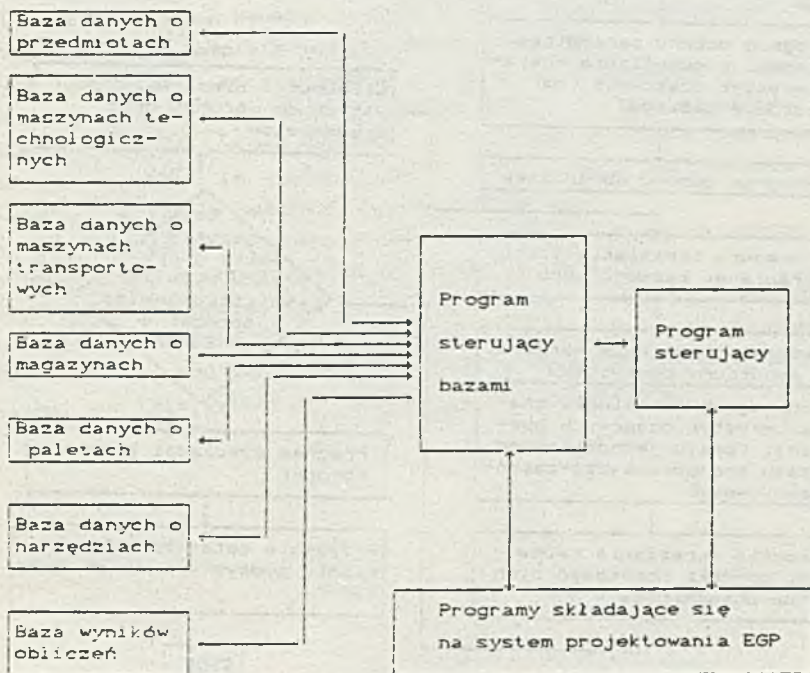 Baza danych o
przedmiotach
Baza danych o
maszynach te-
chnologicz-
nych
Baza danych o
maszynach
transporto-
wych
Baza danych o
magazynach
Baza danych o
paletach
Baza danych o
narzędziach
Baza wyników
obliczeń
Program
sterujący
bazami
Program
sterujący
Programy składające się
na system projektowania EGP